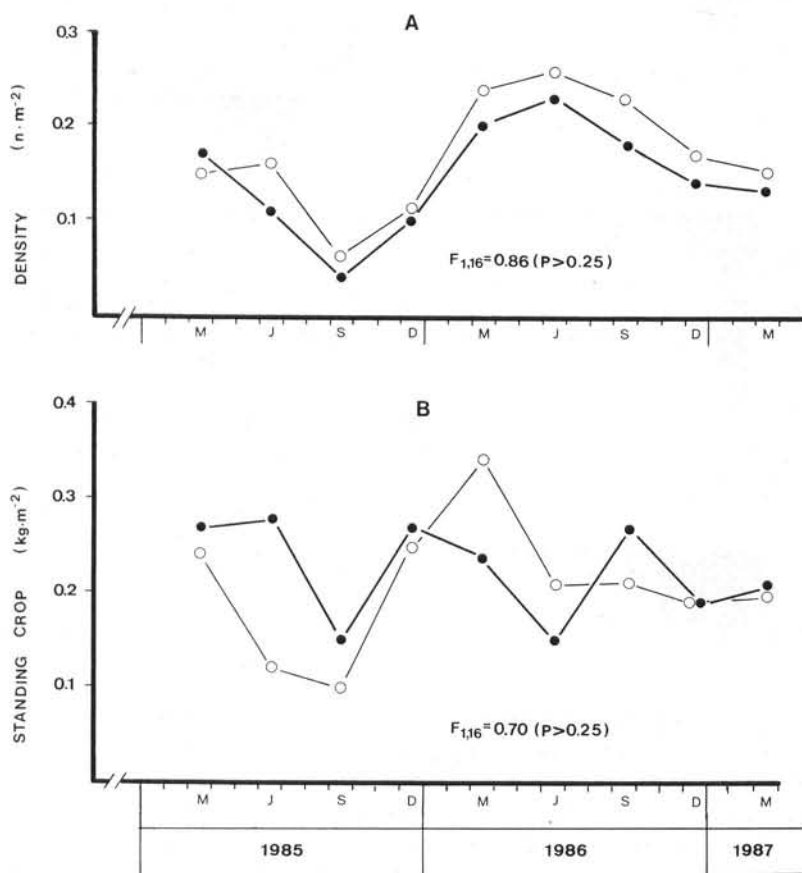 A
0.3
0.2
0.1
DENSITY (n·m⁻²)
F₁,₁₆=0.86 (P>0.25)
M J S D M J S D M
B
0.4
0.3
0.2
0.1
STANDING CROP (kg·m⁻²)
F₁,₁₆=0.70 (P>0.25)
M J S D M J S D M
1985 1986 1987